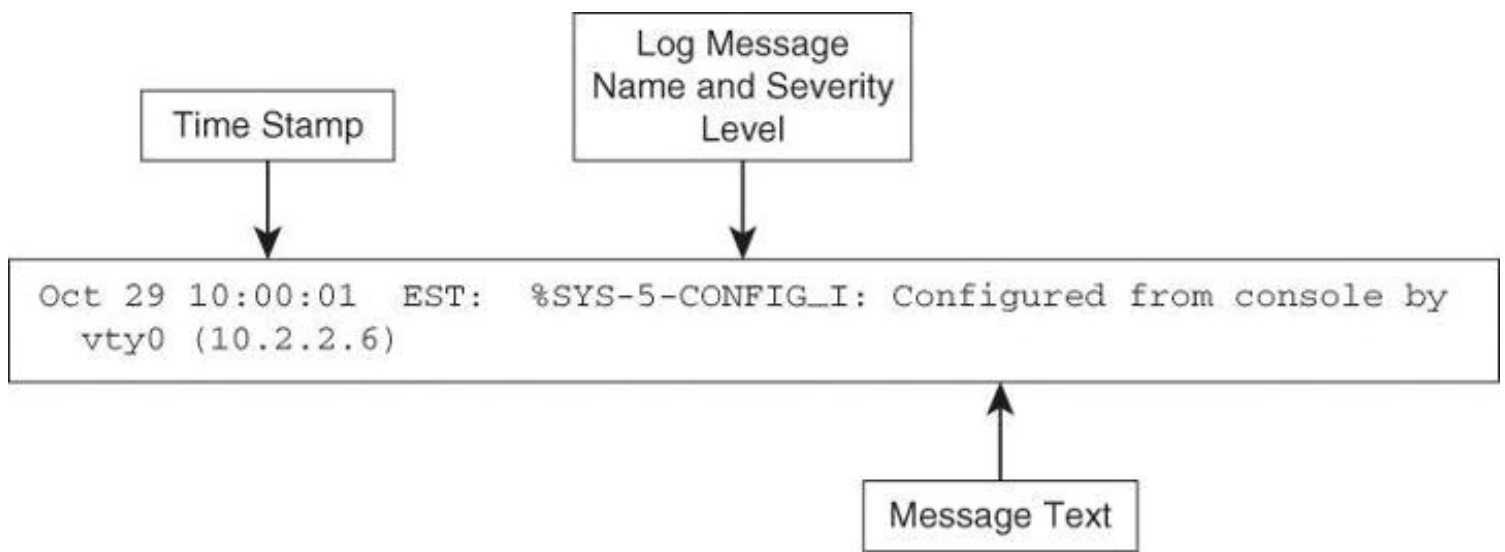 Log Message
Name and Severity
Level
Time Stamp
Oct 29 10:00:01 EST: %SYS-5-CONFIG_I: Configured from console by
vty0 (10.2.2.6)
Message Text